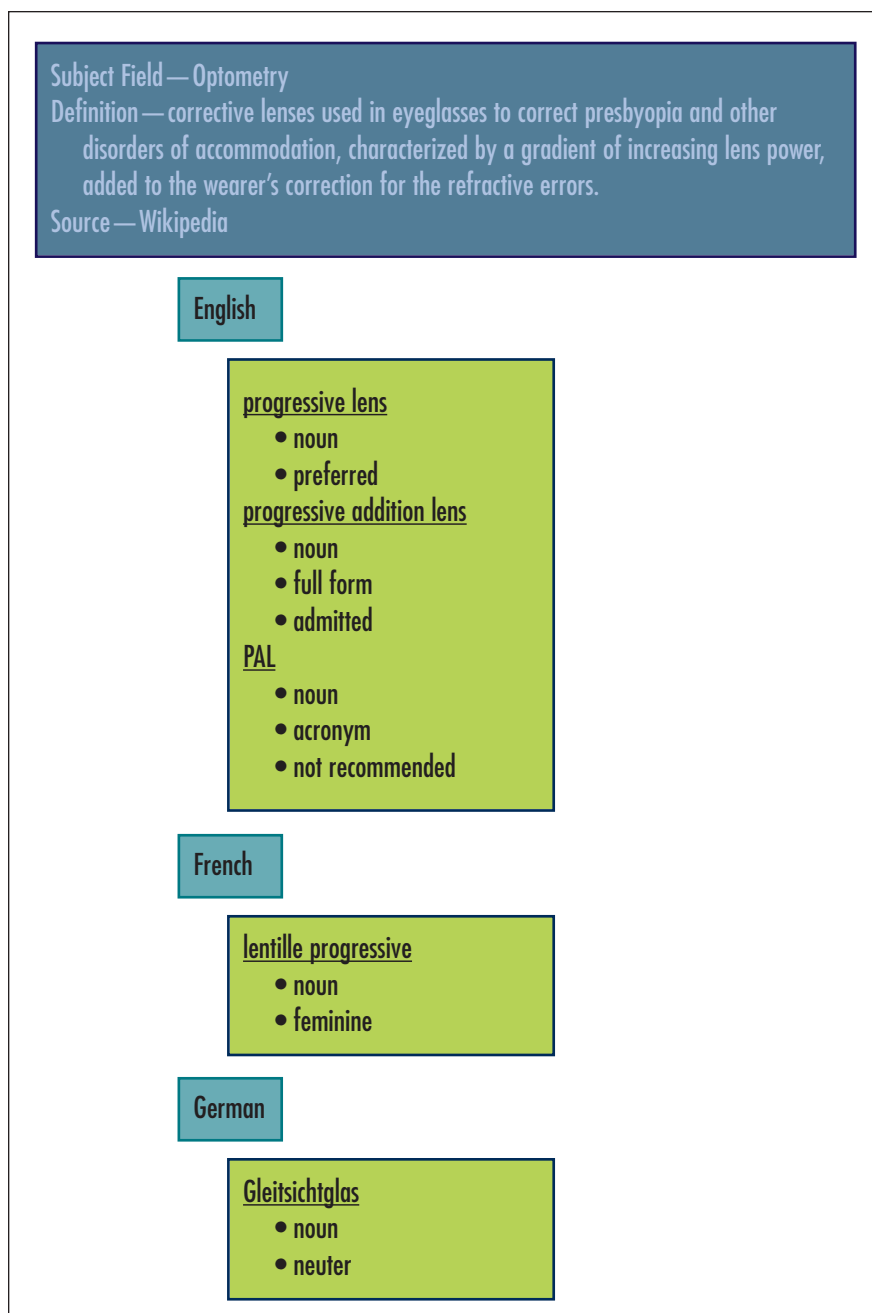 Subject Field—Optometry
Definition—corrective lenses used in eyeglasses to correct presbyopia and other
disorders of accommodation, characterized by a gradient of increasing lens power,
added to the wearer’s correction for the refractive errors.
Source—Wikipedia
English
progressive lens
• noun
• preferred
progressive addition lens
• noun
• full form
• admitted
PAL
• noun
• acronym
• not recommended
French
lentille progressive
• noun
• feminine
German
Gleitsichtglas
• noun
• neuter